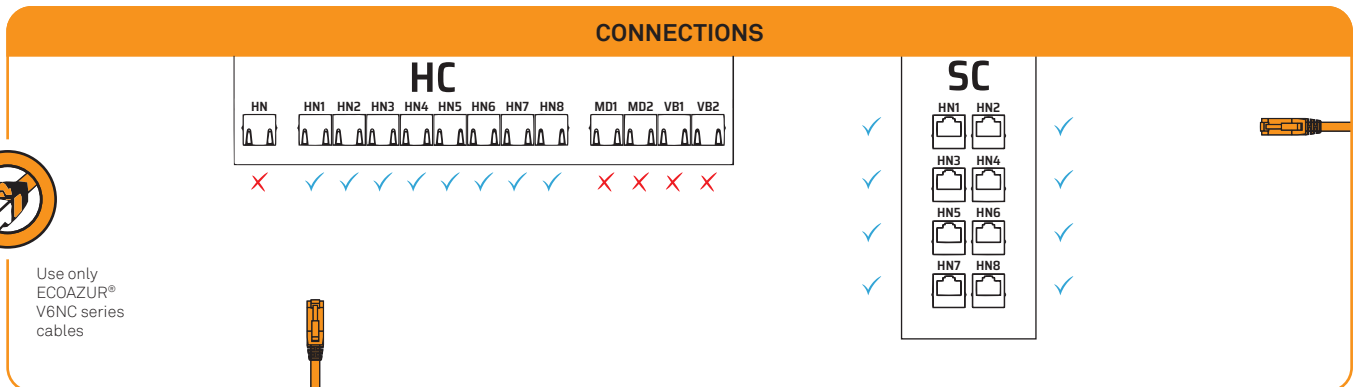 CONNECTIONS
HC
HN HN1 HN2 HN3 HN4 HN5 HN6 HN7 HN8 MD1 MD2 VB1 VB2
SC
HN1 HN2
HN3 HN4
HN5 HN6
HN7 HN8
Use only
ECOAZUR®
V6NC series
cables